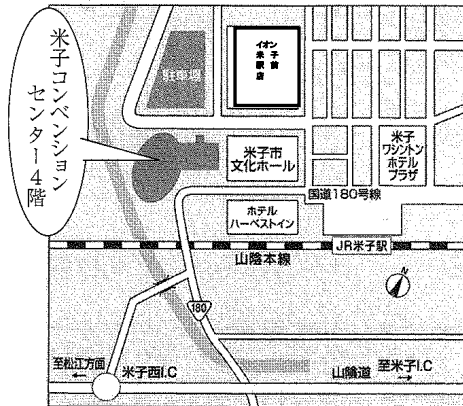 米子コンベンション
センター4階
駐車場
イオン
米子
駅前
店
米子市
文化ホール
米子
ワシントン
ホテル
プラザ
国道180号線
ホテル
ハーベストイン
JR米子駅
山陰本線
N
180
至松江方面
米子西I.C
山陰道
至米子I.C